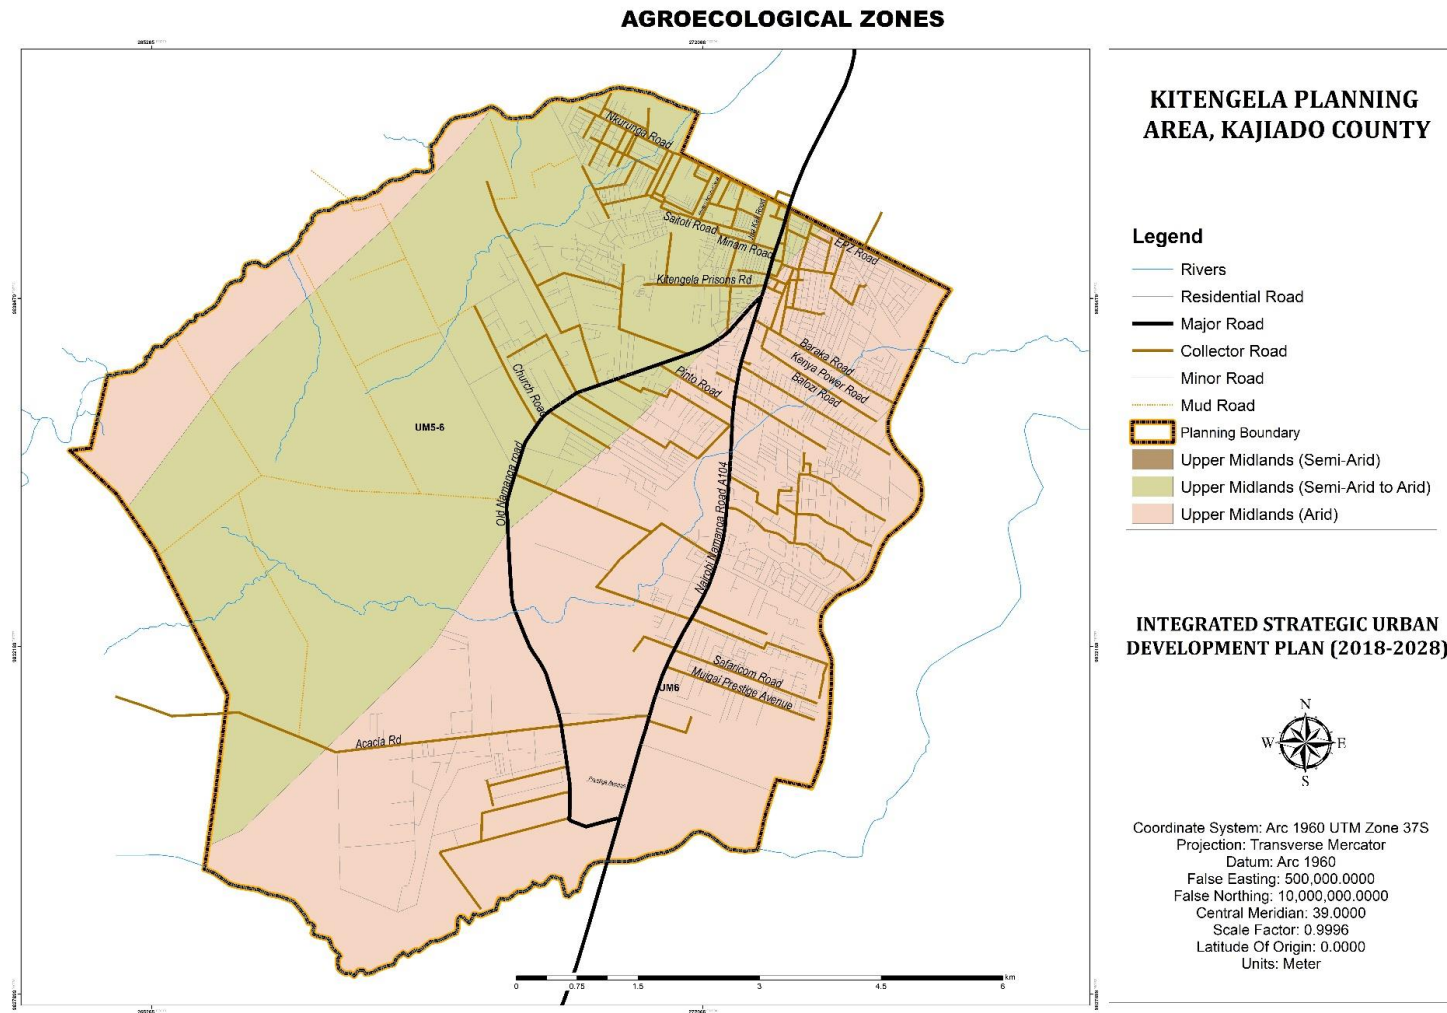 AGROECOLOGICAL ZONES
KITENGELA PLANNING
AREA, KAJIADO COUNTY
Legend
Rivers
Residential Road
Major Road
Collector Road
Minor Road
Mud Road
Planning Boundary
Upper Midlands (Semi-Arid)
Upper Midlands (Semi-Arid to Arid)
Upper Midlands (Arid)
INTEGRATED STRATEGIC URBAN
DEVELOPMENT PLAN (2018-2028)
N
W E
S
Coordinate System: Arc 1960 UTM Zone 37S
Projection: Transverse Mercator
Datum: Arc 1960
False Easting: 500,000.0000
False Northing: 10,000,000.0000
Central Meridian: 39.0000
Scale Factor: 0.9996
Latitude Of Origin: 0.0000
Units: Meter
Nkurunga Road
Saitoti Road
Minam Road
EPZ Road
Kitengela Prisons Rd
Baraka Road
Kenya Power Road
Balozi Road
Pinto Road
Church Road
UM5-6
Old Namanga road
Nairobi Namanga Road A104
Safaricom Road
Muigai Prestige Avenue
UM6
Acacia Rd
km
0 0.75 1.5 3 4.5 6